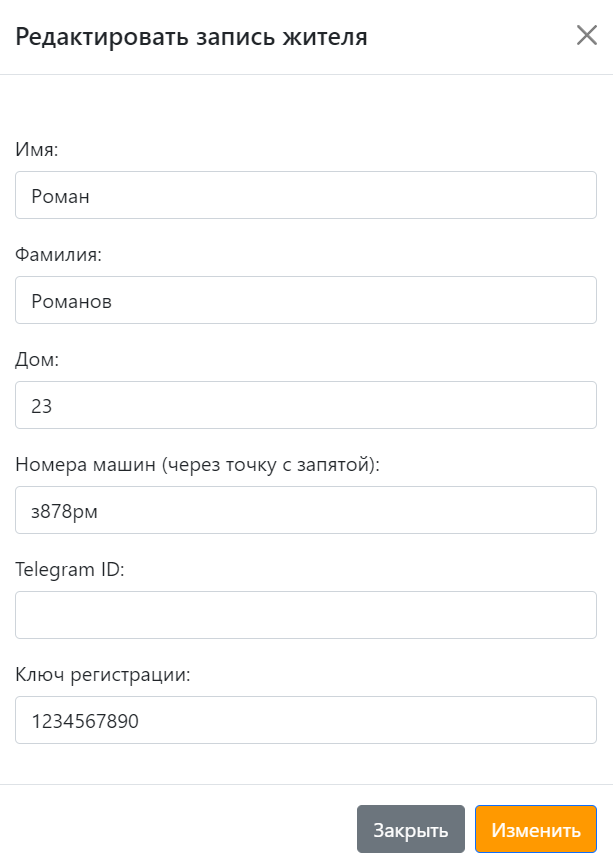 Редактировать запись жителя
Имя:
Роман
Фамилия:
Романов
Дом:
23
Номера машин (через точку с запятой):
з878рм
Telegram ID:
Ключ регистрации:
1234567890
Закрыть
Изменить